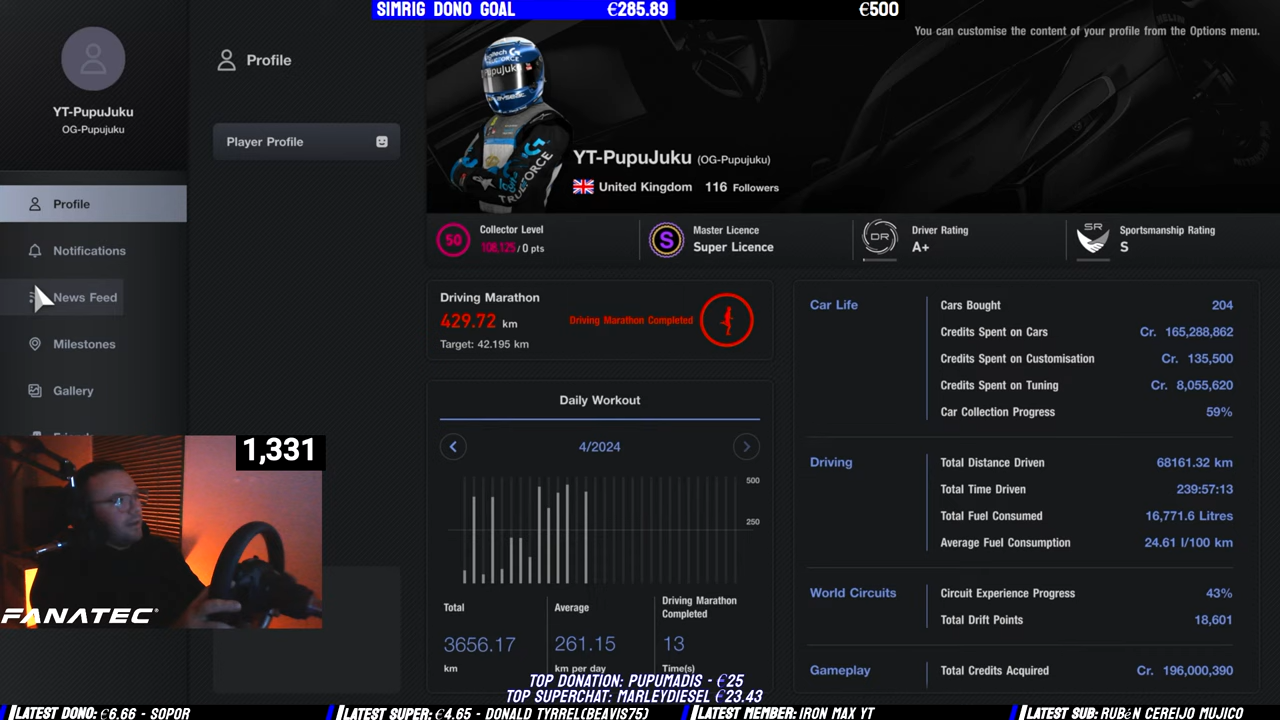 SIMRIG DONO GOAL €285.89 €500
You can customise the content of your profile from the Options menu.
YT-PupuJuku
OG-Pupujuku
Profile
Player Profile
YT-PupuJuku (OG-Pupujuku)
United Kingdom 116 Followers
Profile
Notifications
News Feed
Milestones
Gallery
Collector Level
50 108,125 / 0 pts
Master Licence
S Super Licence
Driver Rating
DR A+
Sportsmanship Rating
SR S
Driving Marathon
429.72 km
Driving Marathon Completed
Target: 42.195 km
Daily Workout
4/2024
500
250
Total
3656.17
km
Average
261.15
km per day
Driving Marathon
Completed
13
Time(s)
Car Life
Cars Bought 204
Credits Spent on Cars Cr. 165,288,862
Credits Spent on Customisation Cr. 135,500
Credits Spent on Tuning Cr. 8,055,620
Car Collection Progress 59%
Driving
Total Distance Driven 68161.32 km
Total Time Driven 239:57:13
Total Fuel Consumed 16,771.6 Litres
Average Fuel Consumption 24.61 l/100 km
World Circuits
Circuit Experience Progress 43%
Total Drift Points 18,601
Gameplay
Total Credits Acquired Cr. 196,000,390
1,331
FANATEC®
TOP DONATION: PUPUMADIS - €25
TOP SUPERCHAT: MARLEYDIESEL €23.43
LATEST DONO: €6.66 - SOPOR
LATEST SUPER: €4.65 - DONALD TYRREL(BEAVIS75)
LATEST MEMBER: IRON MAX YT
LATEST SUB: RUBéN CEREIJO MUJICO